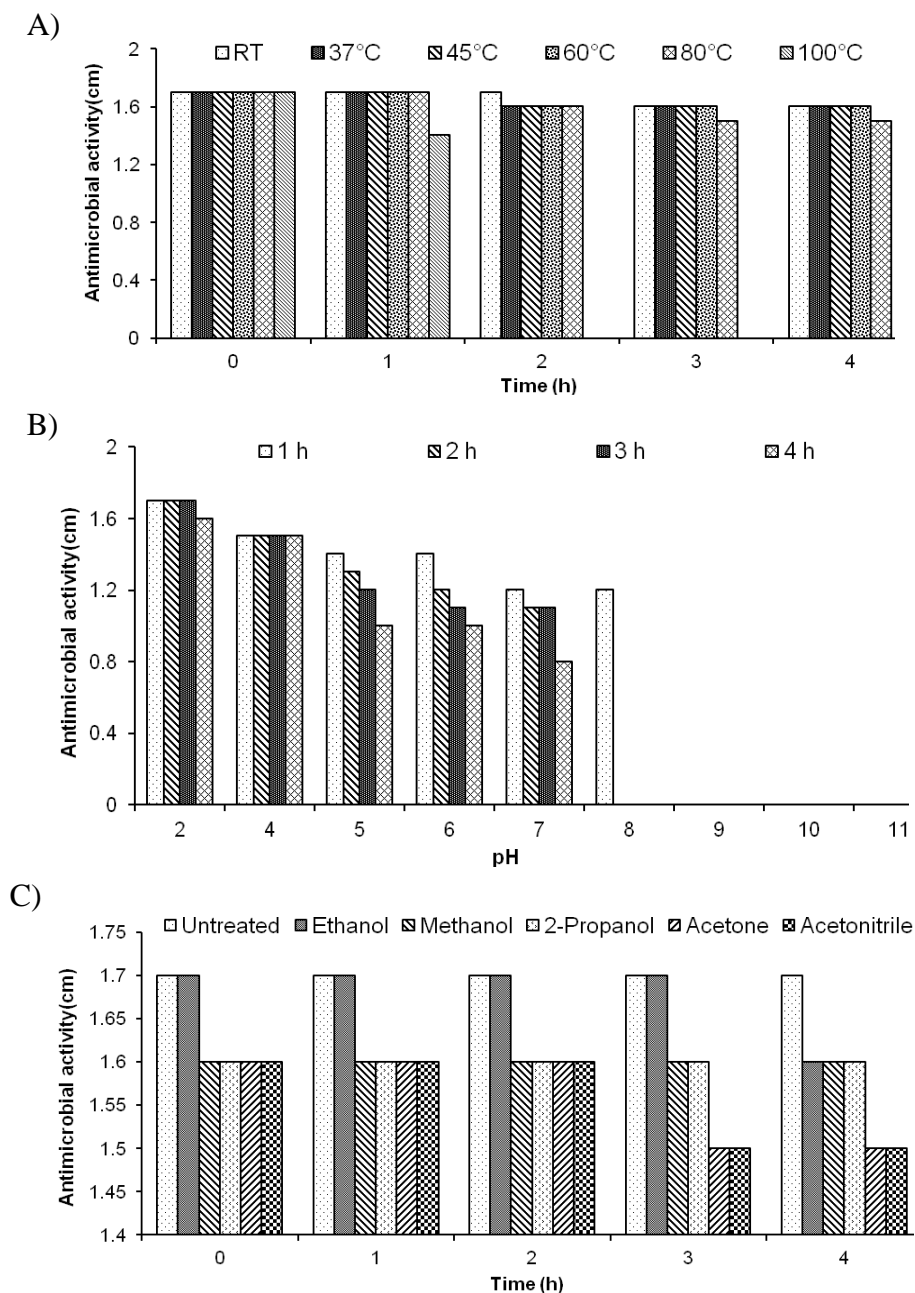 A)
2
RT 37°C 45°C 60°C 80°C 100°C
1.6
1.2
0.8
0.4
0
Antimicrobial activity(cm)
0 1 2 3 4
Time (h)
B)
2
1 h 2 h 3 h 4 h
1.6
1.2
0.8
0.4
0
Antimicrobial activity(cm)
2 4 5 6 7 8 9 10 11
pH
C)
Untreated Ethanol Methanol 2-Propanol Acetone Acetonitrile
1.75
1.7
1.65
1.6
1.55
1.5
1.45
1.4
Antimicrobial activity(cm)
0 1 2 3 4
Time (h)